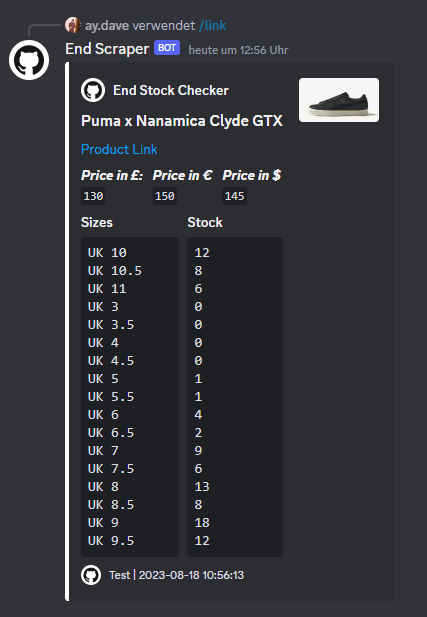 ay.dave verwendet /link
End Scraper BOT heute um 12:56 Uhr
End Stock Checker
Puma x Nanamica Clyde GTX
Product Link
Price in £: Price in € Price in $
130 150 145
Sizes Stock
UK 10 12
UK 10.5 8
UK 11 6
UK 3 0
UK 3.5 0
UK 4 0
UK 4.5 0
UK 5 1
UK 5.5 1
UK 6 4
UK 6.5 2
UK 7 9
UK 7.5 6
UK 8 13
UK 8.5 8
UK 9 18
UK 9.5 12
Test | 2023-08-18 10:56:13